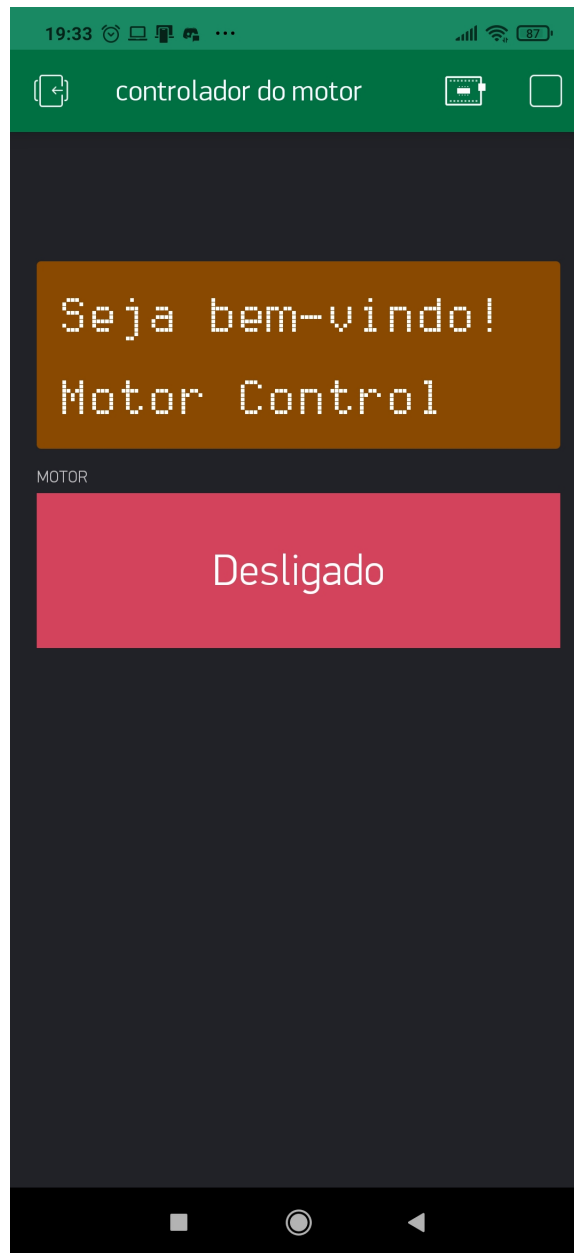 19:33
87
controlador do motor
Seja bem-vindo!
Motor Control
MOTOR
Desligado